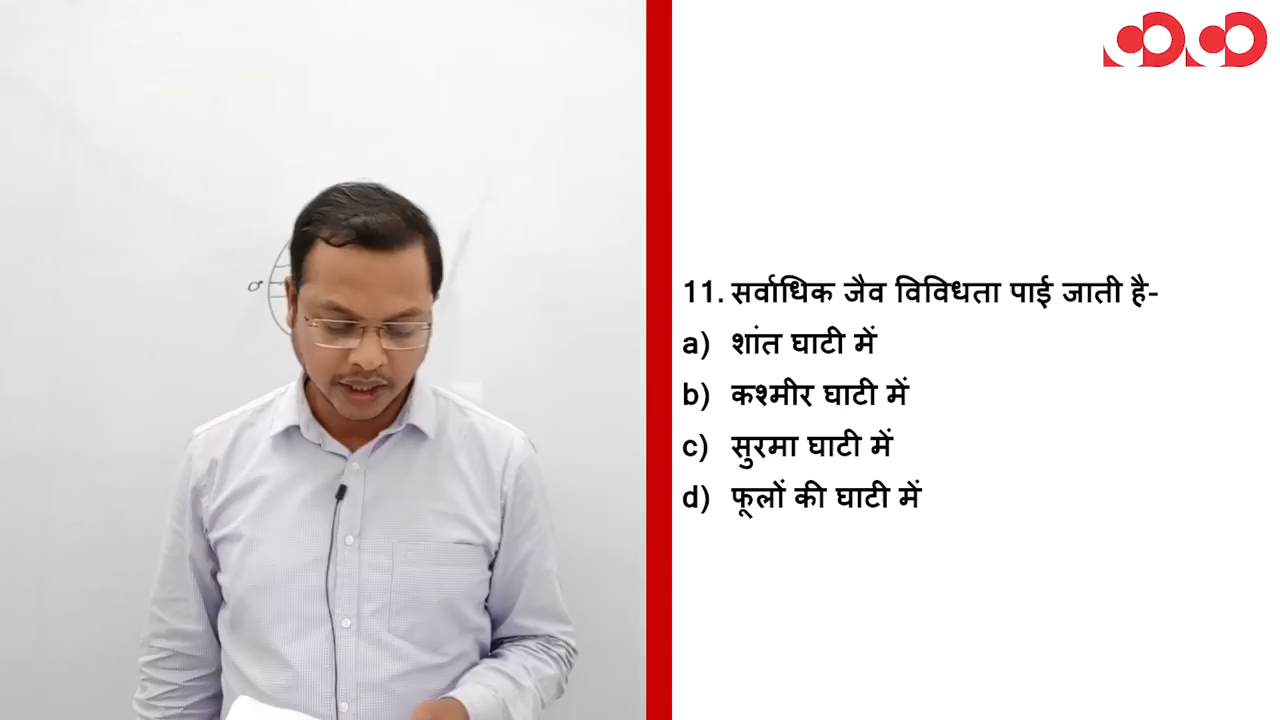 11. सर्वाधिक जैव विविधता पाई जाती है-
a) शांत घाटी में
b) कश्मीर घाटी में
c) सुरमा घाटी में
d) फूलों की घाटी में